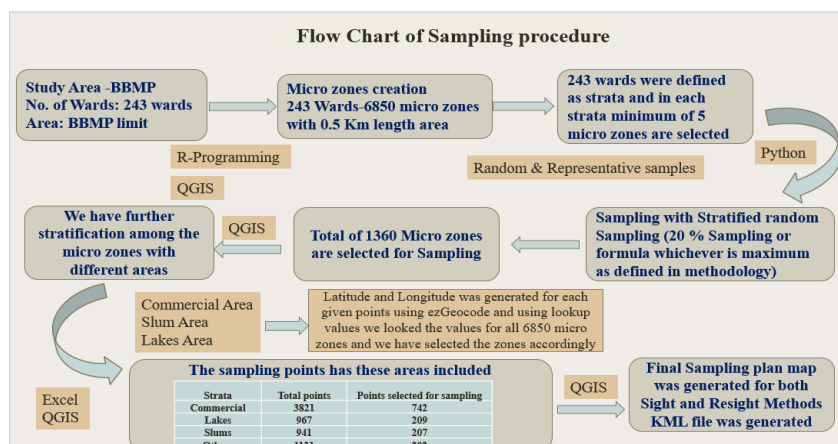 Flow Chart of Sampling procedure
Study Area -BBMP
No. of Wards: 243 wards
Area: BBMP limit
Micro zones creation
243 Wards-6850 micro zones
with 0.5 Km length area
243 wards were defined
as strata and in each
strata minimum of 5
micro zones are selected
R-Programming
QGIS
Random & Representative samples
Python
We have further
stratification among the
micro zones with
different areas
QGIS
Total of 1360 Micro zones
are selected for Sampling
Sampling with Stratified random
Sampling (20 % Sampling or
formula whichever is maximum
as defined in methodology)
Commercial Area
Slum Area
Lakes Area
Latitude and Longitude was generated for each
given points using ezGeocode and using lookup
values we looked the values for all 6850 micro
zones and we have selected the zones accordingly
Excel
QGIS
The sampling points has these areas included
Strata Total points Points selected for sampling
Commercial 3821 742
Lakes 967 209
Slums 941 207
QGIS
Final Sampling plan map
was generated for both
Sight and Resight Methods
KML file was generated